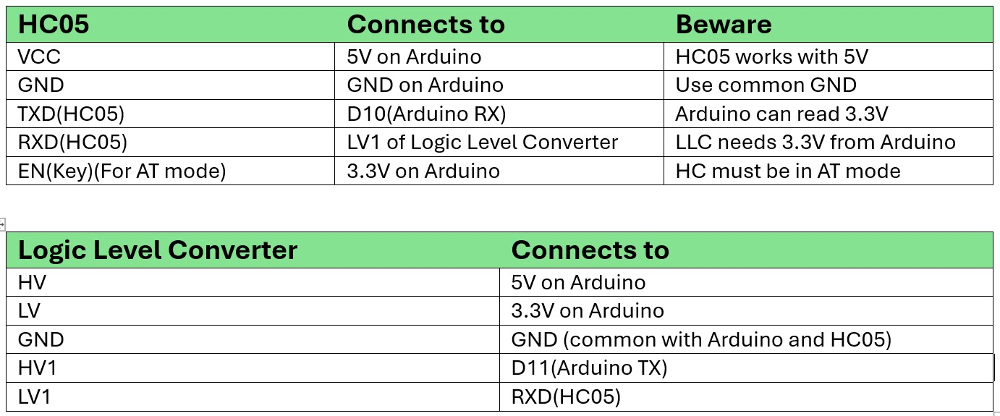 HC05 Connects to Beware
VCC 5V on Arduino HC05 works with 5V
GND GND on Arduino Use common GND
TXD(HC05) D10(Arduino RX) Arduino can read 3.3V
RXD(HC05) LV1 of Logic Level Converter LLC needs 3.3V from Arduino
EN(Key)(For AT mode) 3.3V on Arduino HC must be in AT mode
Logic Level Converter Connects to
HV 5V on Arduino
LV 3.3V on Arduino
GND GND (common with Arduino and HC05)
HV1 D11(Arduino TX)
LV1 RXD(HC05)